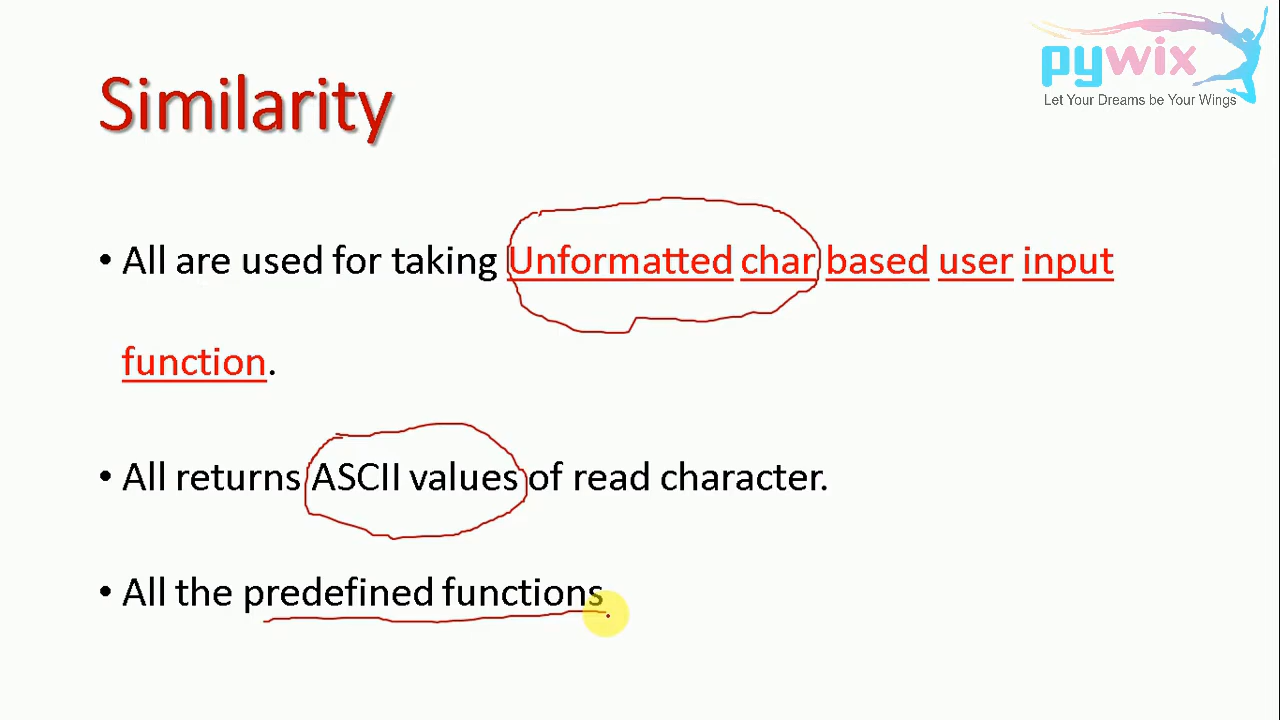 pywix
Let Your Dreams be Your Wings
Similarity
• All are used for taking Unformatted char based user input
function.
• All returns ASCII values of read character.
• All the predefined functions